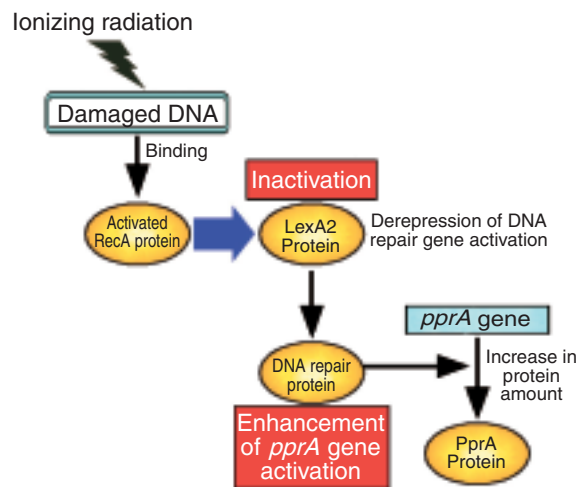 Ionizing radiation
Damaged DNA
Binding
Activated
RecA protein
Inactivation
LexA2
Protein
Derepression of DNA
repair gene activation
pprA gene
DNA repair
protein
Increase in
protein
amount
Enhancement
of pprA gene
activation
PprA
Protein